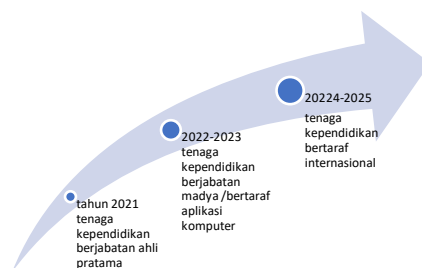 tahun 2021
tenaga
kependidikan
berjabatan ahli
pratama
2022-2023
tenaga
kependidikan
berjabatan
madya /bertaraf
aplikasi
komputer
20224-2025
tenaga
kependidikan
bertaraf
internasional